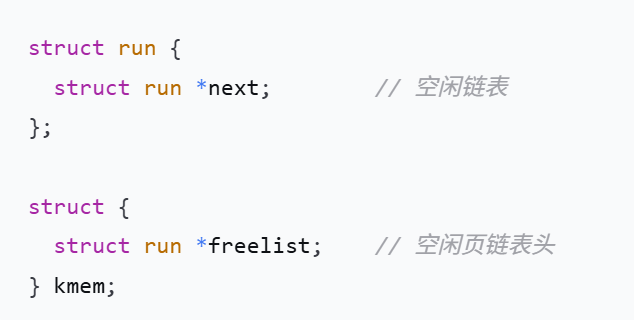 struct run {
  struct run *next;        // 空闲链表
};

struct {
  struct run *freelist;    // 空闲页链表头
} kmem;